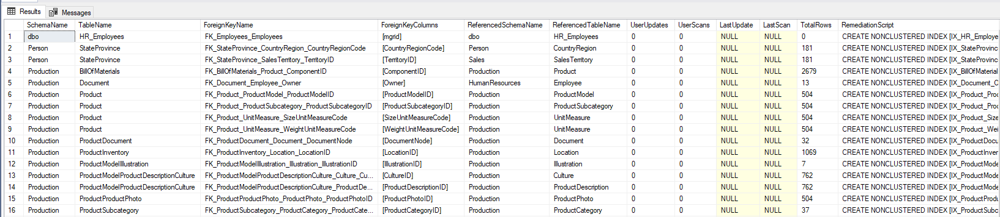 Results Messages
SchemaName TableName ForeignKeyName ForeignKeyColumns ReferencedSchemaName ReferencedTableName UserUpdates UserScans LastUpdate LastScan TotalRows RemediationScript
1 dbo HR_Employees FK_Employees_Employees [mgrid] dbo HR_Employees 0 0 NULL NULL 0 CREATE NONCLUSTERED INDEX [IX_HR_Employe
2 Person StateProvince FK_StateProvince_CountryRegion_CountryRegionCode [CountryRegionCode] Person CountryRegion 0 0 NULL NULL 181 CREATE NONCLUSTERED INDEX [IX_StateProvinc
3 Person StateProvince FK_StateProvince_SalesTerritory_TerritoryID [TerritoryID] Sales SalesTerritory 0 0 NULL NULL 181 CREATE NONCLUSTERED INDEX [IX_StateProvinc
4 Production BillOfMaterials FK_BillOfMaterials_Product_ComponentID [ComponentID] Production Product 0 0 NULL NULL 2679 CREATE NONCLUSTERED INDEX [IX_BillOfMaterial
5 Production Document FK_Document_Employee_Owner [Owner] HumanResources Employee 0 0 NULL NULL 13 CREATE NONCLUSTERED INDEX [IX_Document_O
6 Production Product FK_Product_ProductModel_ProductModelID [ProductModelID] Production ProductModel 0 0 NULL NULL 504 CREATE NONCLUSTERED INDEX [IX_Product_Pro
7 Production Product FK_Product_ProductSubcategory_ProductSubcategoryID [ProductSubcategoryID] Production ProductSubcategory 0 0 NULL NULL 504 CREATE NONCLUSTERED INDEX [IX_Product_Pro
8 Production Product FK_Product_UnitMeasure_SizeUnitMeasureCode [SizeUnitMeasureCode] Production UnitMeasure 0 0 NULL NULL 504 CREATE NONCLUSTERED INDEX [IX_Product_Size
9 Production Product FK_Product_UnitMeasure_WeightUnitMeasureCode [WeightUnitMeasureCode] Production UnitMeasure 0 0 NULL NULL 504 CREATE NONCLUSTERED INDEX [IX_Product_Wei
10 Production ProductDocument FK_ProductDocument_Document_DocumentNode [DocumentNode] Production Document 0 0 NULL NULL 32 CREATE NONCLUSTERED INDEX [IX_ProductDocu
11 Production ProductInventory FK_ProductInventory_Location_LocationID [LocationID] Production Location 0 0 NULL NULL 1069 CREATE NONCLUSTERED INDEX [IX_ProductInver
12 Production ProductModelIllustration FK_ProductModelIllustration_Illustration_IllustrationID [IllustrationID] Production Illustration 0 0 NULL NULL 7 CREATE NONCLUSTERED INDEX [IX_ProductMode
13 Production ProductModelProductDescriptionCulture FK_ProductModelProductDescriptionCulture_Culture_Cu... [CultureID] Production Culture 0 0 NULL NULL 762 CREATE NONCLUSTERED INDEX [IX_ProductMode
14 Production ProductModelProductDescriptionCulture FK_ProductModelProductDescriptionCulture_ProductDe... [ProductDescriptionID] Production ProductDescription 0 0 NULL NULL 762 CREATE NONCLUSTERED INDEX [IX_ProductMode
15 Production ProductProductPhoto FK_ProductProductPhoto_ProductPhoto_ProductPhotoID [ProductPhotoID] Production ProductPhoto 0 0 NULL NULL 504 CREATE NONCLUSTERED INDEX [IX_ProductProdu
16 Production ProductSubcategory FK_ProductSubcategory_ProductCategory_ProductCate... [ProductCategoryID] Production ProductCategory 0 0 NULL NULL 37 CREATE NONCLUSTERED INDEX [IX_ProductSubc